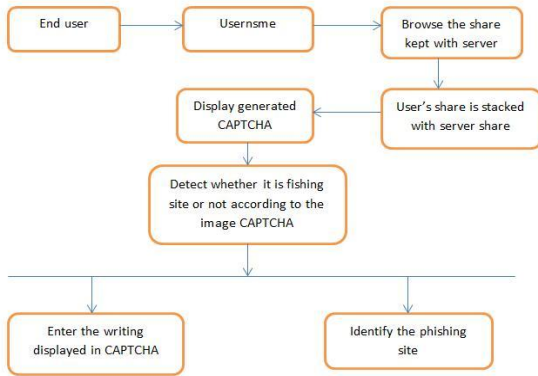 End user
Usernsme
Browse the share
kept with server
Display generated
CAPTCHA
User's share is stacked
with server share
Detect whether it is fishing
site or not according to the
image CAPTCHA
Enter the writing
displayed in CAPTCHA
Identify the phishing
site